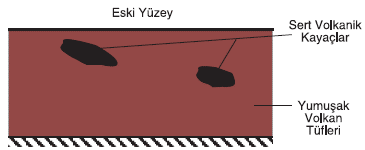 Eski Yüzey
Sert Volkanik
Kayaçlar
Yumuşak
Volkan
Tüfleri